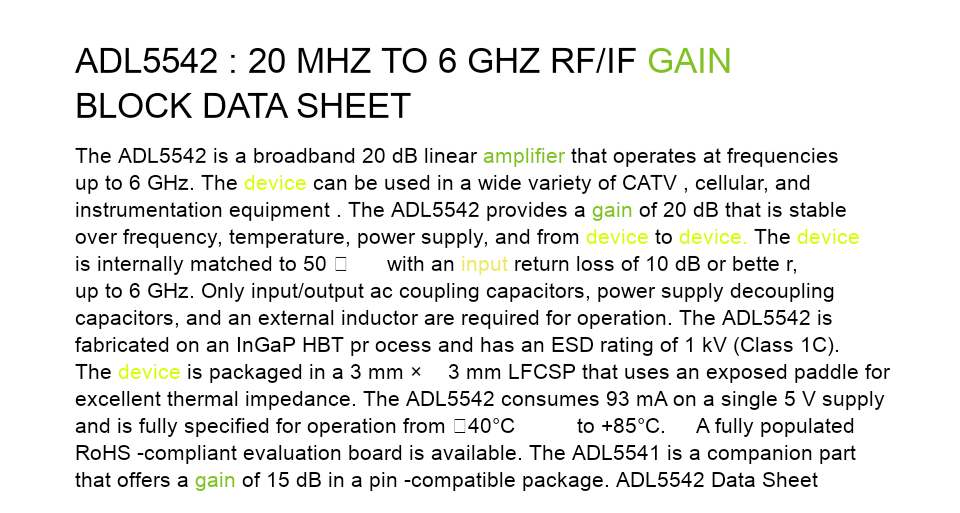 ADL5542 : 20 MHZ TO 6 GHZ RF/IF GAIN
BLOCK DATA SHEET
The ADL5542 is a broadband 20 dB linear amplifier that operates at frequencies
up to 6 GHz. The device can be used in a wide variety of CATV , cellular, and
instrumentation equipment . The ADL5542 provides a gain of 20 dB that is stable
over frequency, temperature, power supply, and from device to device. The device
is internally matched to 50 □ with an input return loss of 10 dB or bette r,
up to 6 GHz. Only input/output ac coupling capacitors, power supply decoupling
capacitors, and an external inductor are required for operation. The ADL5542 is
fabricated on an InGaP HBT pr ocess and has an ESD rating of 1 kV (Class 1C).
The device is packaged in a 3 mm × 3 mm LFCSP that uses an exposed paddle for
excellent thermal impedance. The ADL5542 consumes 93 mA on a single 5 V supply
and is fully specified for operation from □40°C to +85°C. A fully populated
RoHS -compliant evaluation board is available. The ADL5541 is a companion part
that offers a gain of 15 dB in a pin -compatible package. ADL5542 Data Sheet